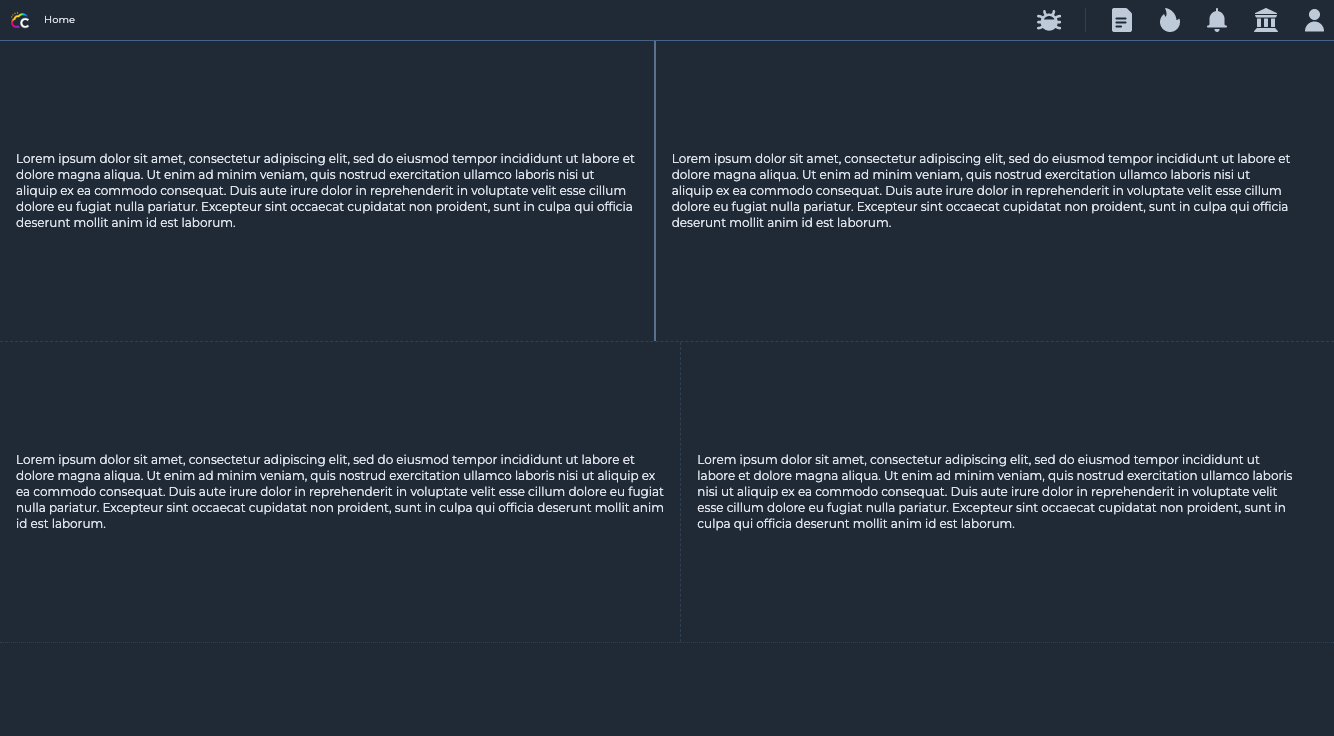 Home
Lorem ipsum dolor sit amet, consectetur adipiscing elit, sed do eiusmod tempor incididunt ut labore et
dolore magna aliqua. Ut enim ad minim veniam, quis nostrud exercitation ullamco laboris nisi ut
aliquip ex ea commodo consequat. Duis aute irure dolor in reprehenderit in voluptate velit esse cillum
dolore eu fugiat nulla pariatur. Excepteur sint occaecat cupidatat non proident, sunt in culpa qui officia
deserunt mollit anim id est laborum.
Lorem ipsum dolor sit amet, consectetur adipiscing elit, sed do eiusmod tempor incididunt ut labore et
dolore magna aliqua. Ut enim ad minim veniam, quis nostrud exercitation ullamco laboris nisi ut
aliquip ex ea commodo consequat. Duis aute irure dolor in reprehenderit in voluptate velit esse cillum
dolore eu fugiat nulla pariatur. Excepteur sint occaecat cupidatat non proident, sunt in culpa qui officia
deserunt mollit anim id est laborum.
Lorem ipsum dolor sit amet, consectetur adipiscing elit, sed do eiusmod tempor incididunt ut labore et
dolore magna aliqua. Ut enim ad minim veniam, quis nostrud exercitation ullamco laboris nisi ut aliquip ex
ea commodo consequat. Duis aute irure dolor in reprehenderit in voluptate velit esse cillum dolore eu fugiat
nulla pariatur. Excepteur sint occaecat cupidatat non proident, sunt in culpa qui officia deserunt mollit anim
id est laborum.
Lorem ipsum dolor sit amet, consectetur adipiscing elit, sed do eiusmod tempor incididunt ut
labore et dolore magna aliqua. Ut enim ad minim veniam, quis nostrud exercitation ullamco laboris
nisi ut aliquip ex ea commodo consequat. Duis aute irure dolor in reprehenderit in voluptate velit
esse cillum dolore eu fugiat nulla pariatur. Excepteur sint occaecat cupidatat non proident, sunt in
culpa qui officia deserunt mollit anim id est laborum.